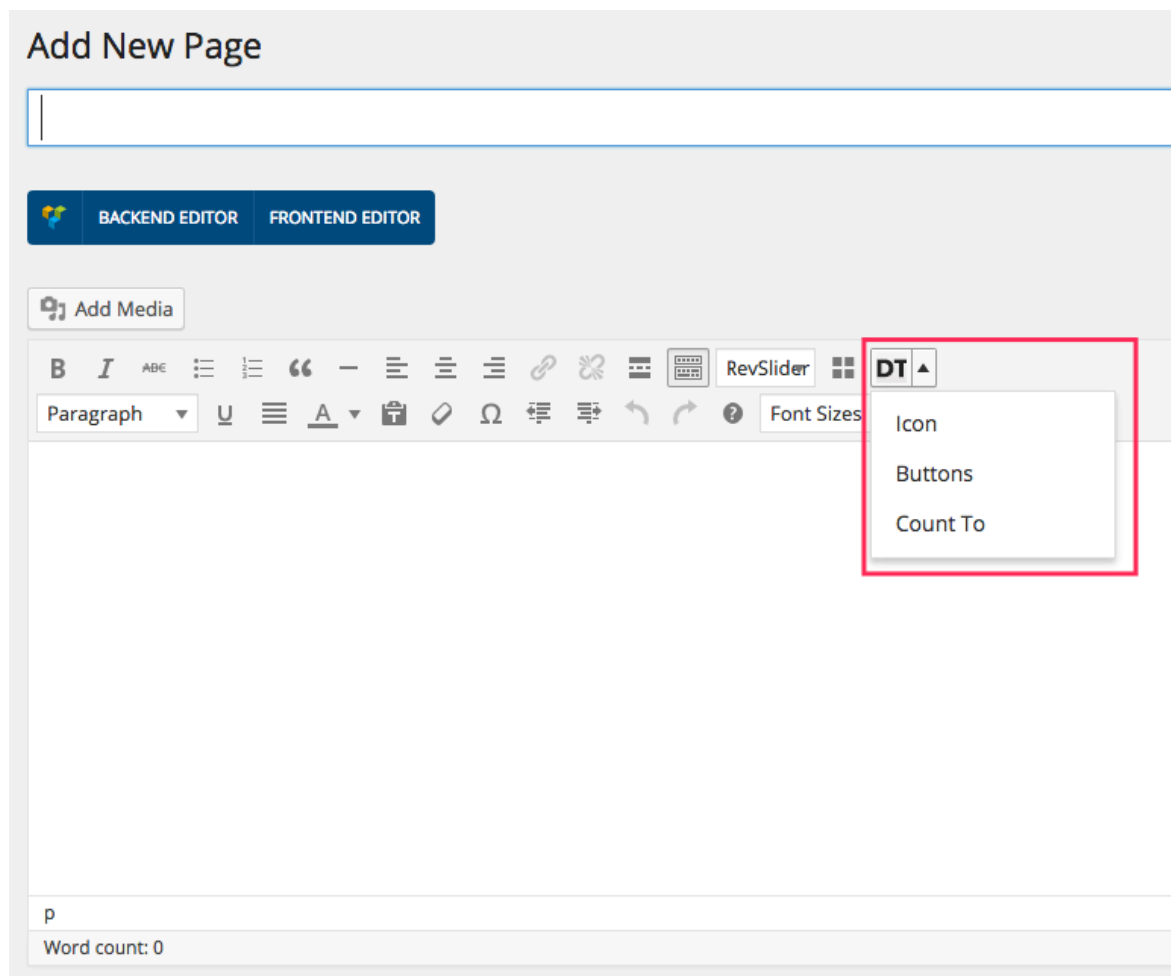 Add New Page
BACKEND EDITOR FRONTEND EDITOR
Add Media
B I ABC RevSlider DT
Paragraph U A Ω Font Sizes
Icon
Buttons
Count To
p
Word count: 0